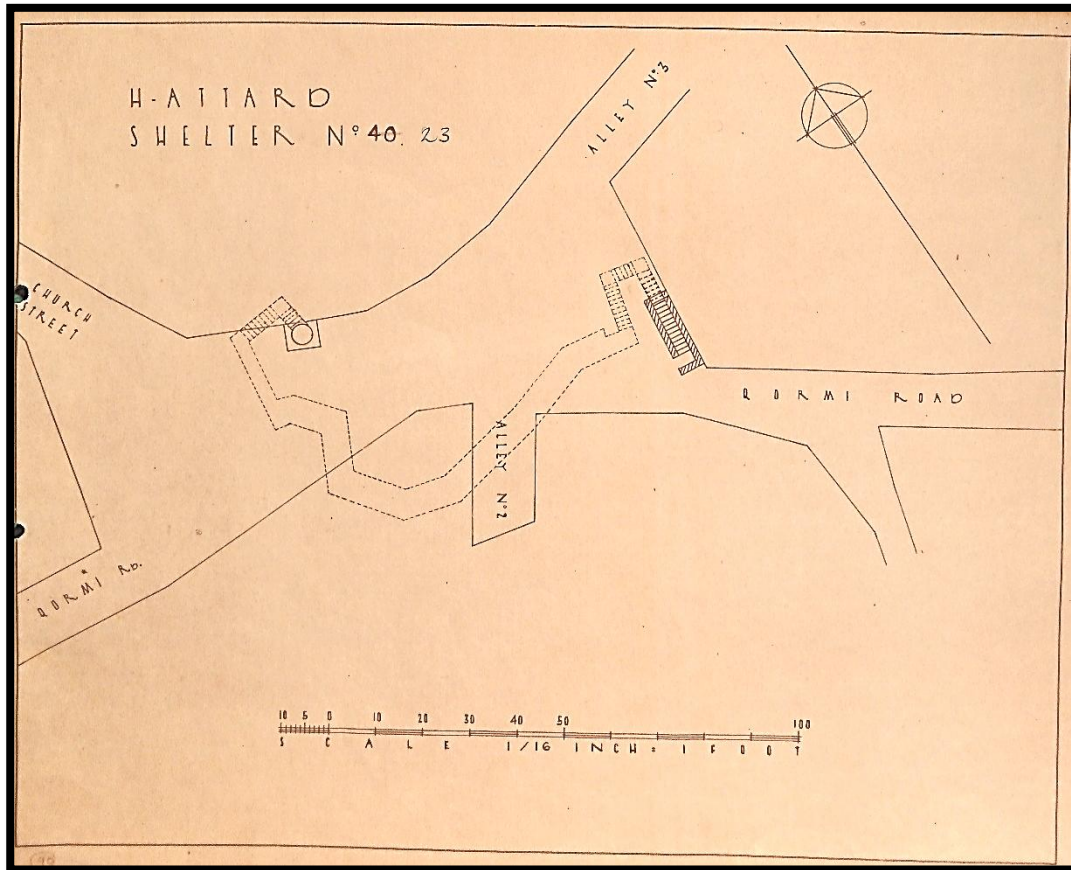 H-ATTARD
SHELTER Nº 40. 23
ALLEY Nº 3
CHURCH
STREET
QORMI ROAD
ALLEY Nº 2
QORMI RD.
10 5 0 10 20 30 40 50 100
SCALE 1/16 INCH = 1 FOOT